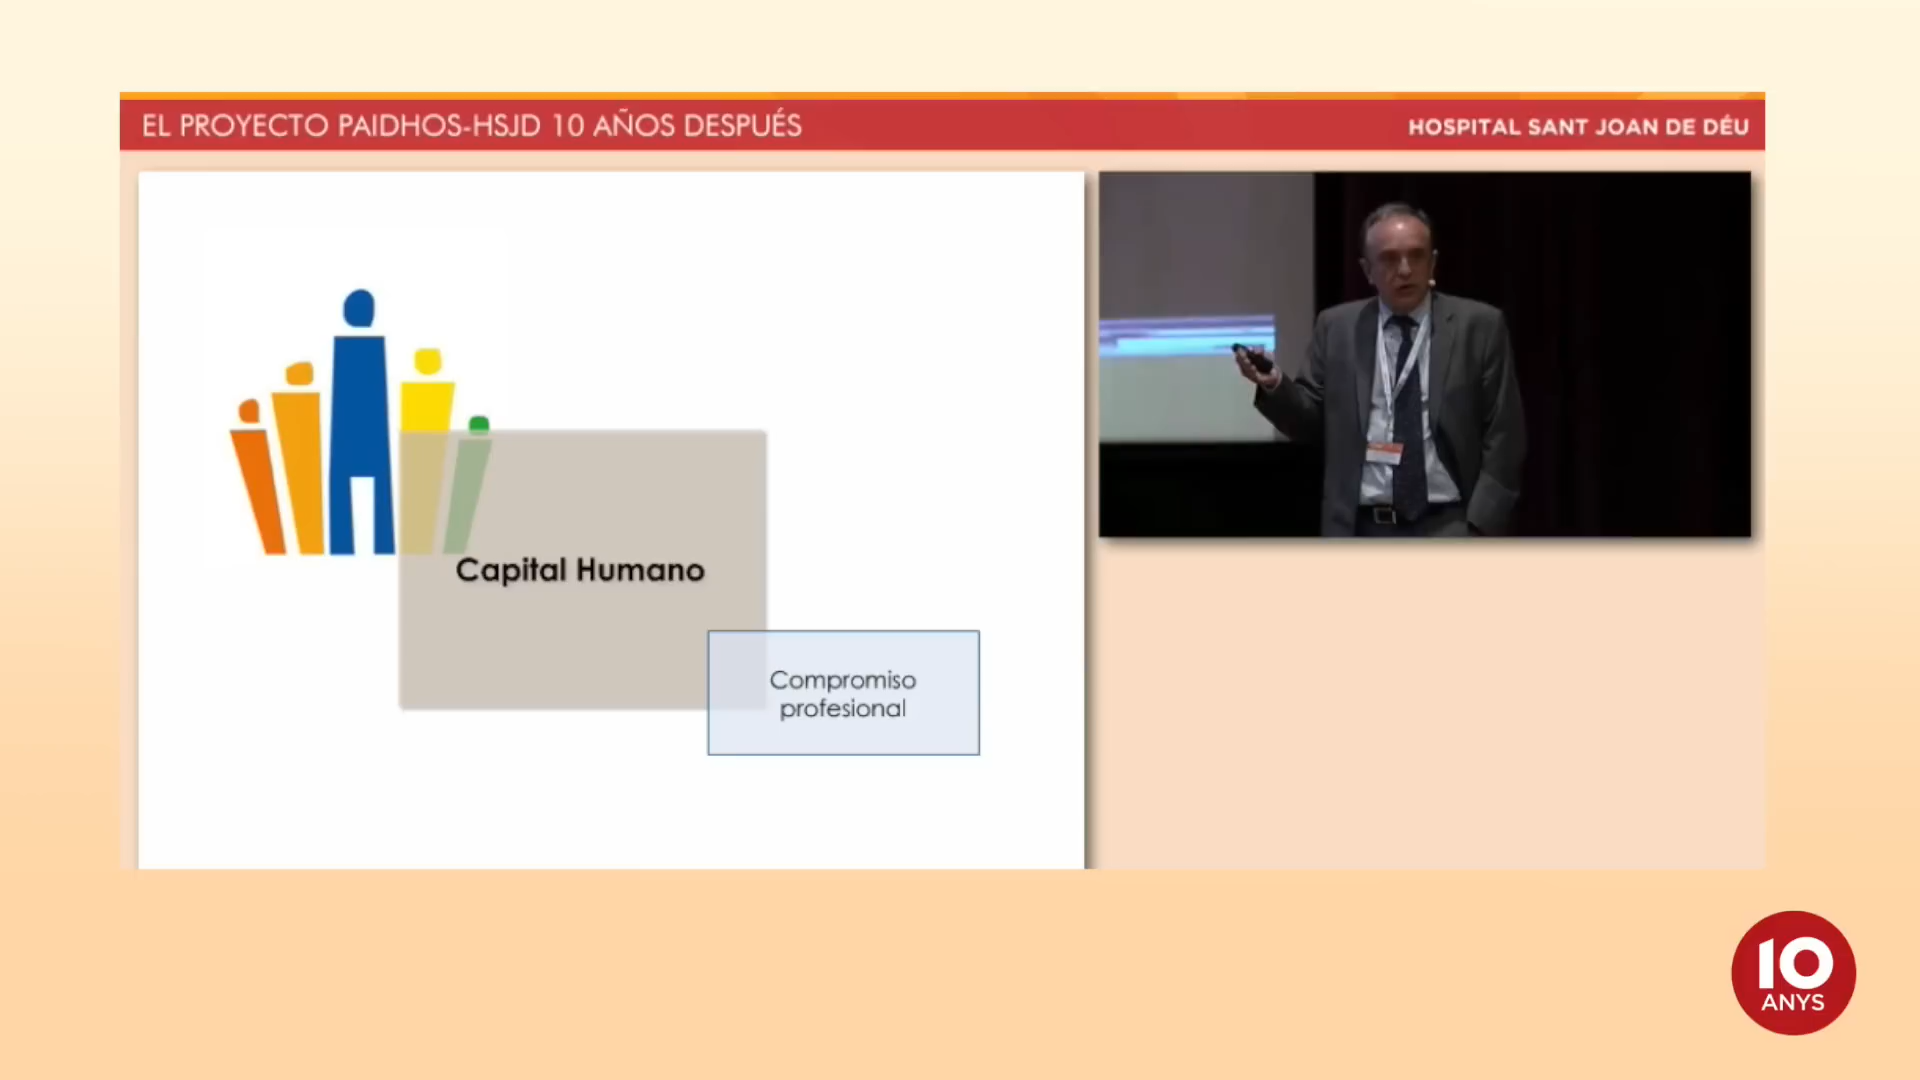 EL PROYECTO PAIDHOS-HSJD 10 AÑOS DESPUÉS
HOSPITAL SANT JOAN DE DÉU
Capital Humano
Compromiso
profesional
10
ANYS